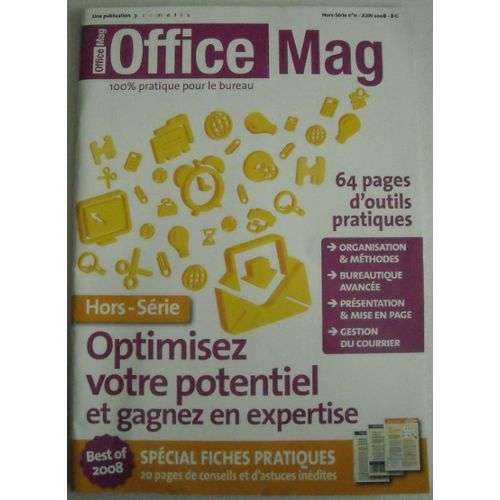 Une publication prometis
Hors-Série n°11 - JUIN 2008 - 8€
Office Mag
Office Mag
100% pratique pour le bureau
64 pages
d'outils
pratiques
→ ORGANISATION
& MÉTHODES
→ BUREAUTIQUE
AVANCÉE
→ PRÉSENTATION
& MISE EN PAGE
→ GESTION
DU COURRIER
Hors-Série
Optimisez
votre potentiel
et gagnez en expertise
Best of
2008
SPÉCIAL FICHES PRATIQUES
20 pages de conseils et d'astuces inédites